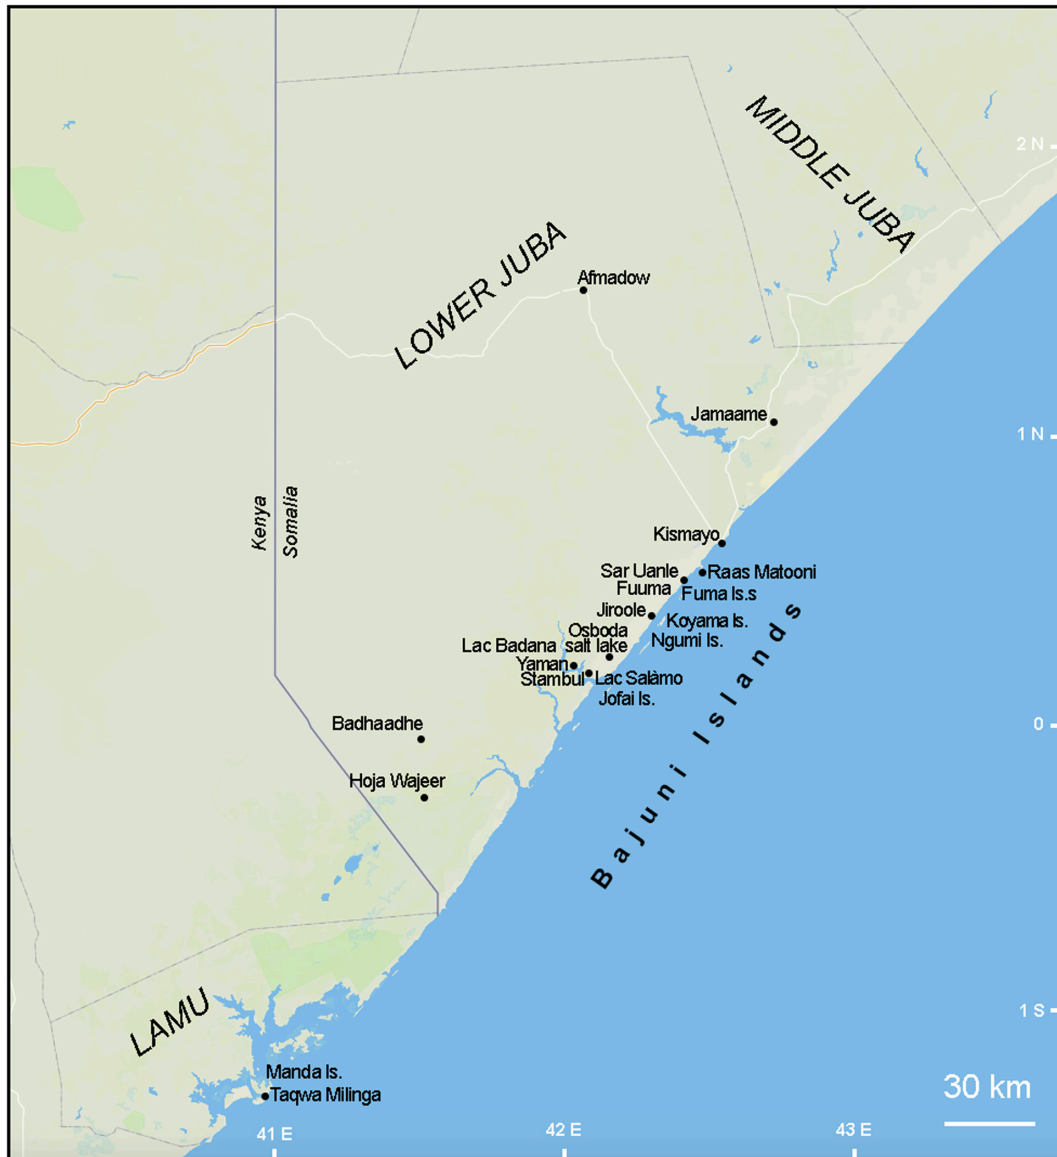 MIDDLE JUBA
2 N
LOWER JUBA
Afmadow
Jamaame
1 N
Kenya
Somalia
Kismayo
Sar Uanle
Raas Matooni
Fuuma
Fuma Is.s
Jiroole
Koyama Is.
Osboda
Ngumi Is.
Lac Badana salt lake
Yaman
Stambul
Lac Salàmo
Jofai Is.
Bajuni Islands
Badhaadhe
0
Hoja Wajeer
LAMU
1 S
Manda Is.
Taqwa Milinga
30 km
41 E
42 E
43 E